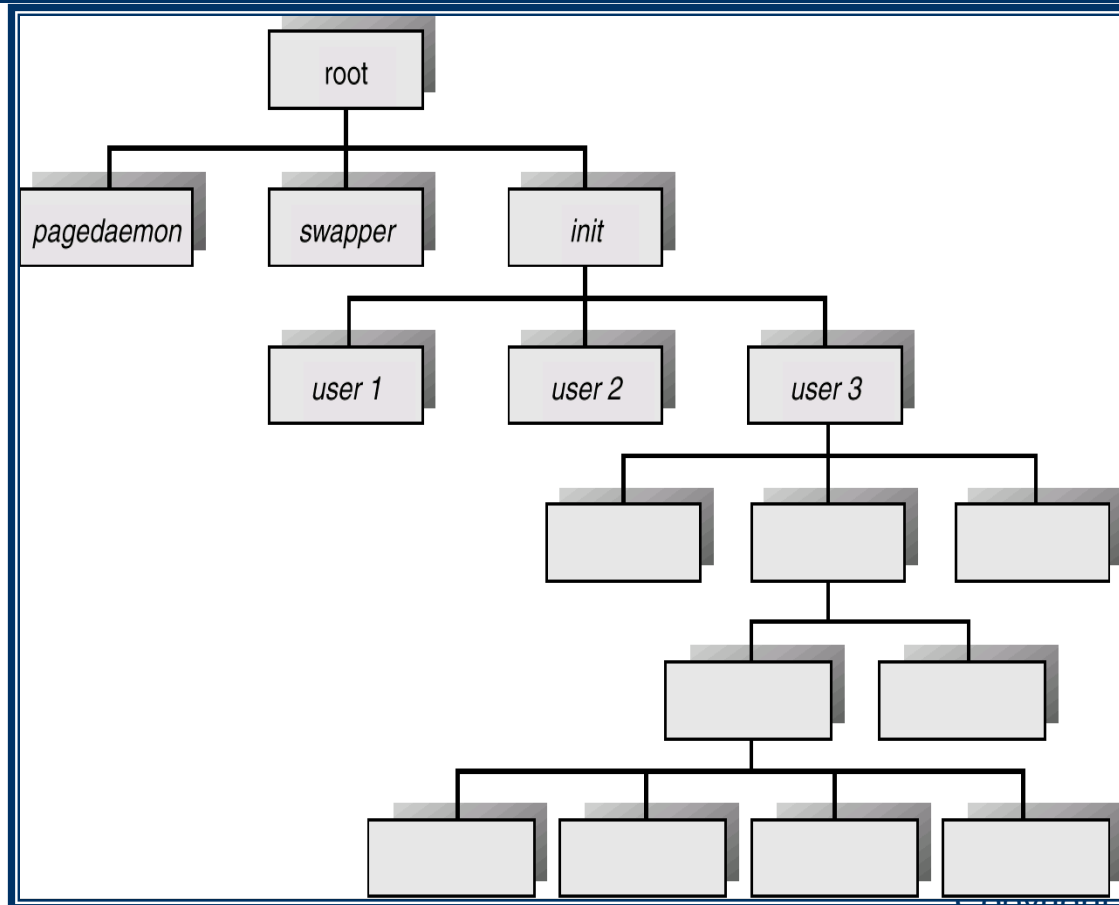 root
pagedaemon
swapper
init
user 1
user 2
user 3